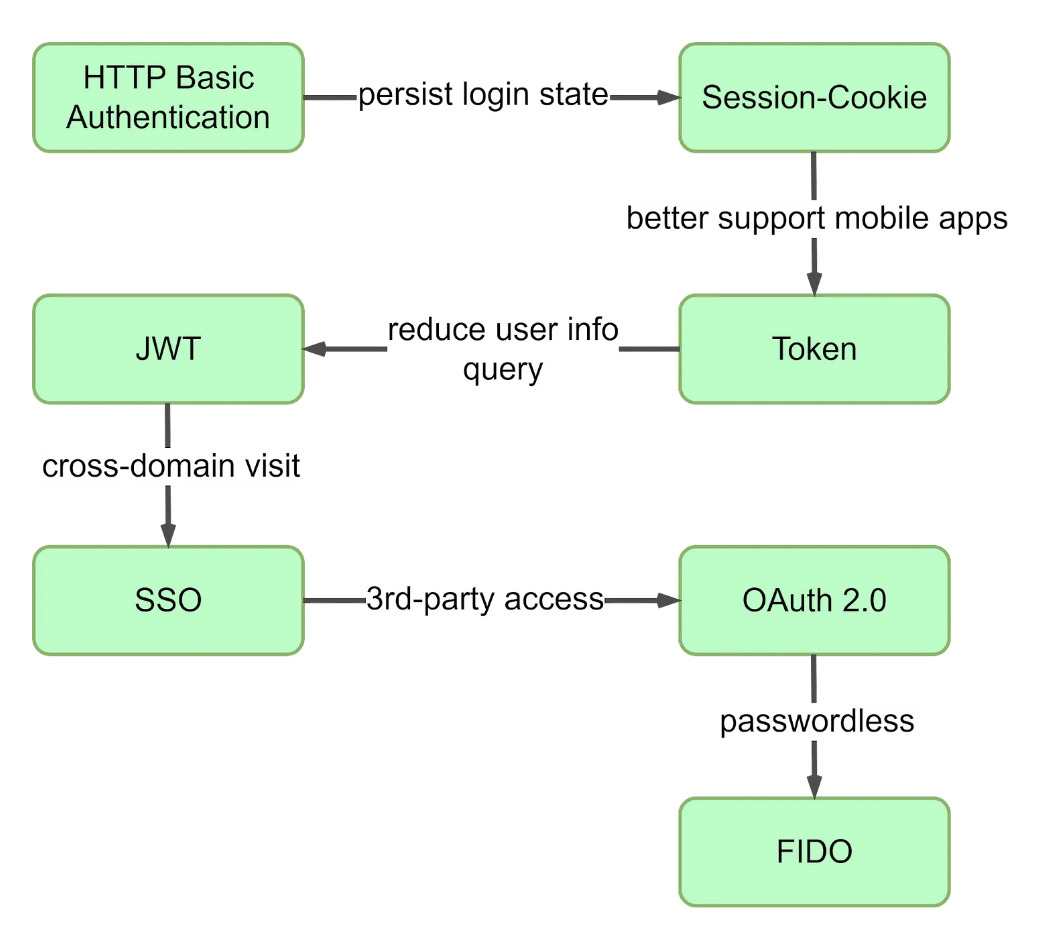 HTTP Basic
Authentication
persist login state
Session-Cookie
better support mobile apps
Token
reduce user info
query
JWT
cross-domain visit
SSO
3rd-party access
OAuth 2.0
passwordless
FIDO